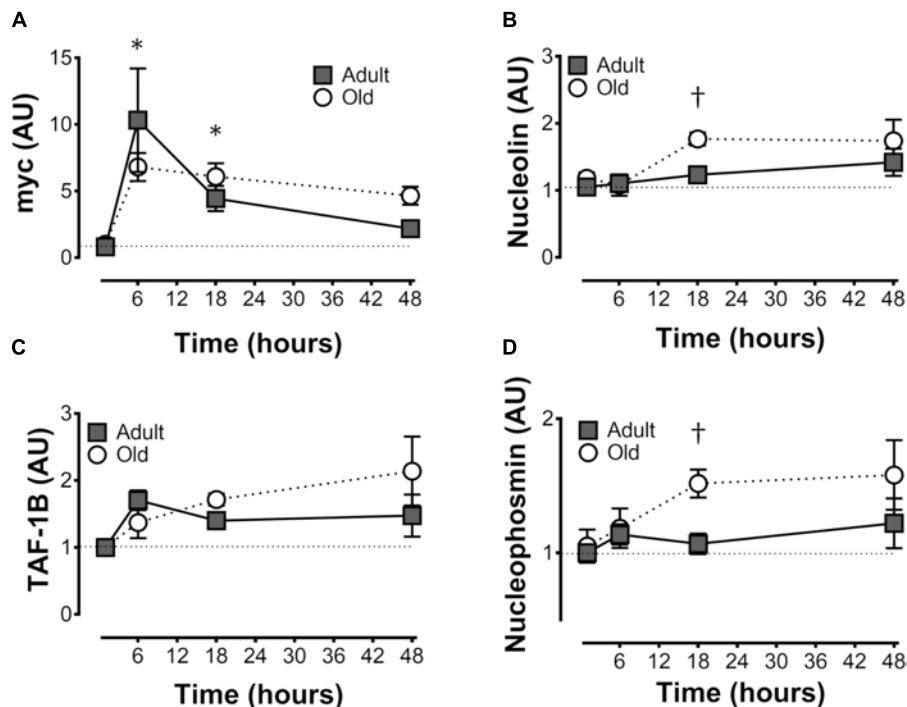 A
myc (AU)
15
10
5
0
*
*
Adult
Old
6 12 18 24 30 36 42 48
Time (hours)
B
Nucleolin (AU)
3
2
1
0
Adult
Old
†
6 12 18 24 30 36 42 48
Time (hours)
C
TAF-1B (AU)
3
2
1
0
Adult
Old
6 12 18 24 30 36 42 48
Time (hours)
D
Nucleophosmin (AU)
2
1
Adult
Old
†
6 12 18 24 30 36 42 48
Time (hours)